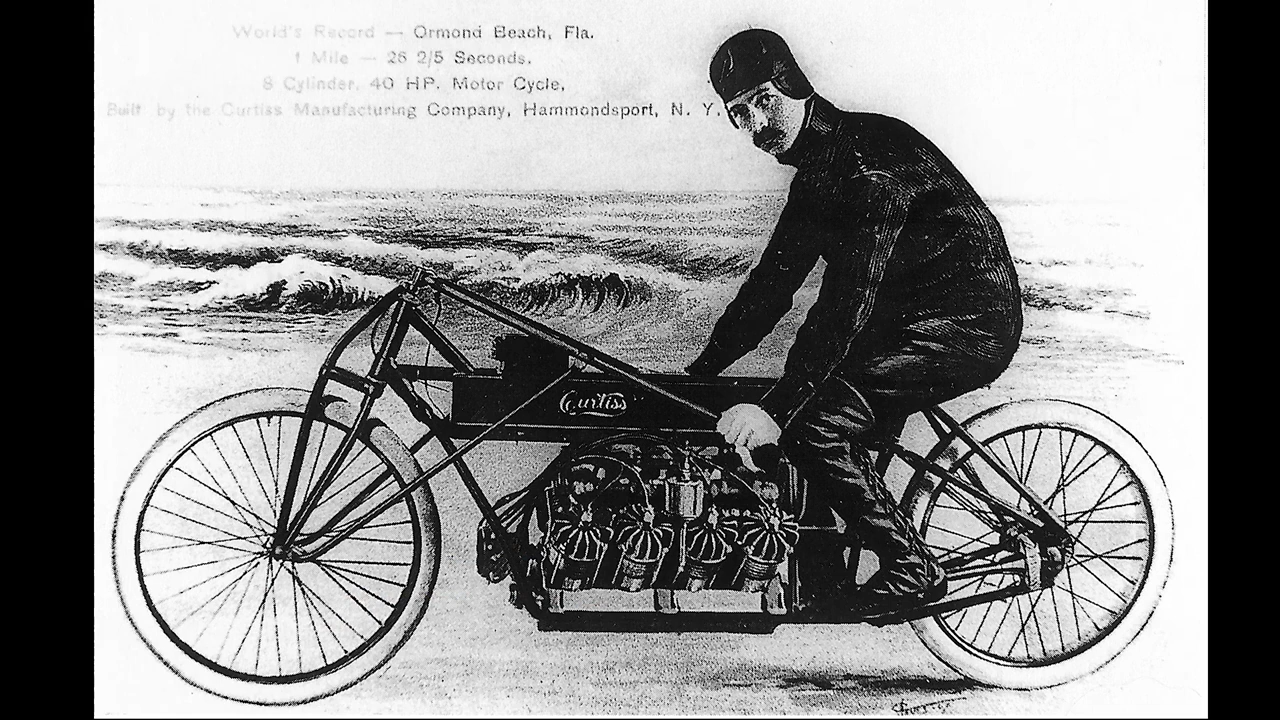 World's Record — Ormond Beach, Fla.
1 Mile — 26 2/5 Seconds.
8 Cylinder, 40 HP. Motor Cycle,
Built by the Curtiss Manufacturing Company, Hammondsport, N. Y.
Curtiss